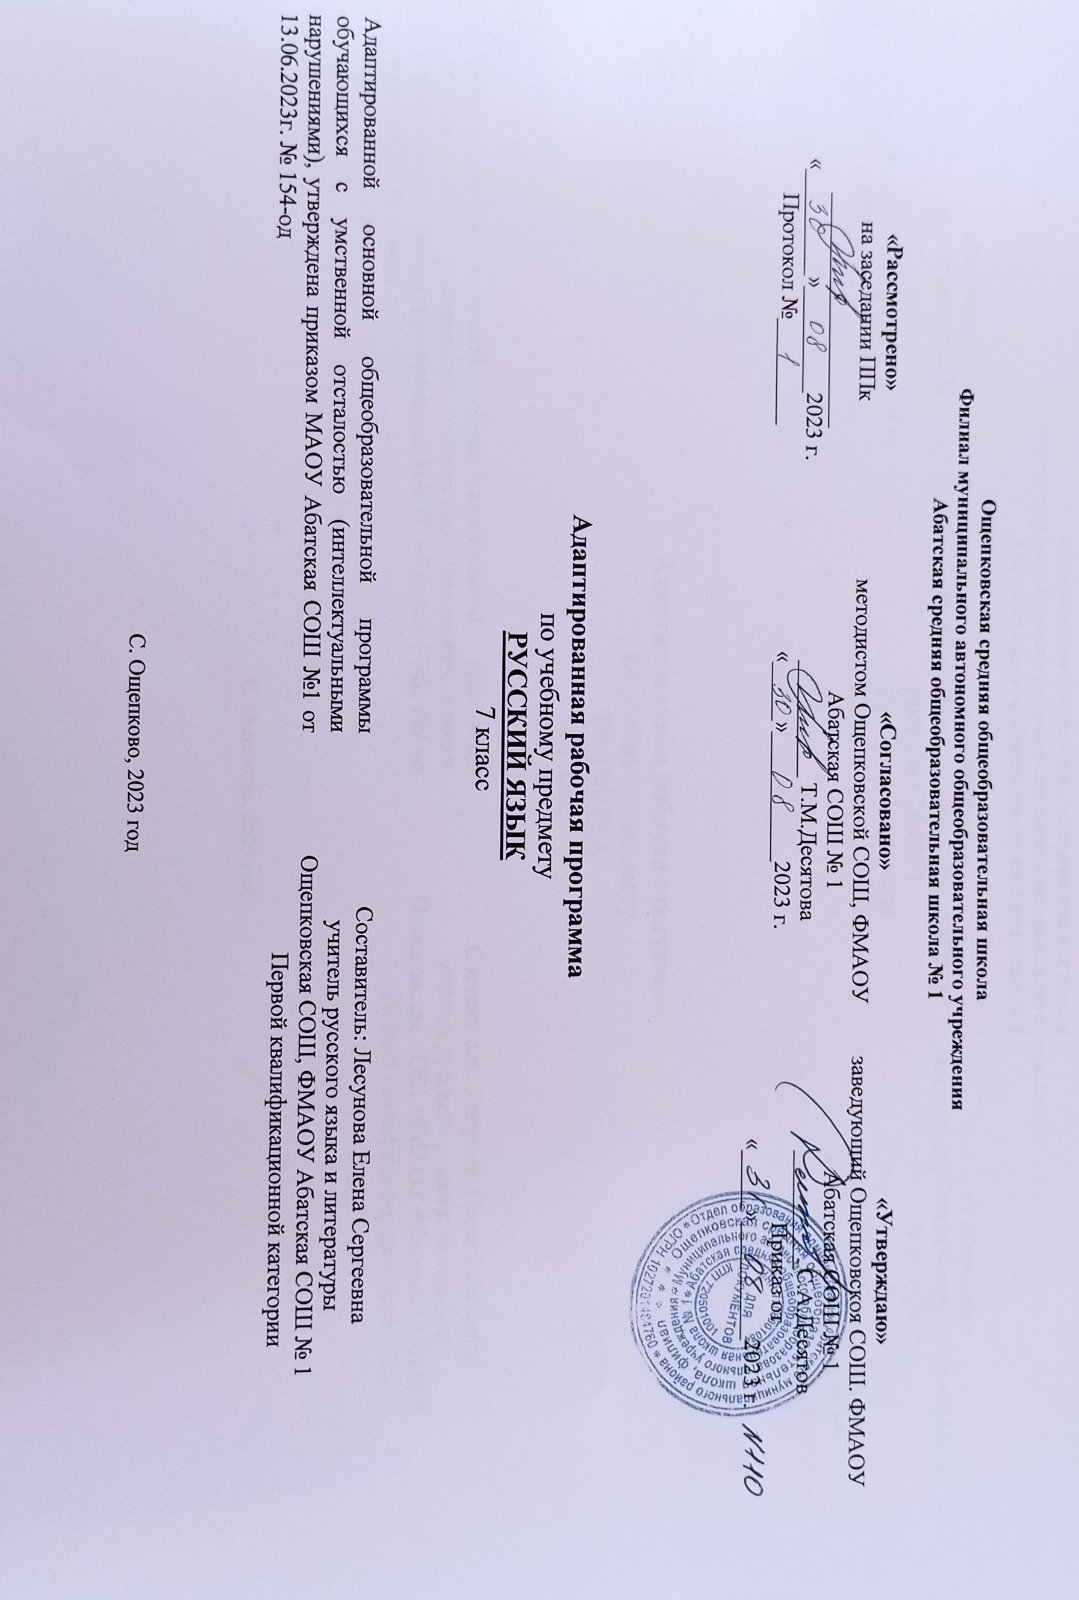 Ощепковская средняя общеобразовательная школа
Филиал муниципального автономного общеобразовательного учреждения
Абатская средняя общеобразовательная школа № 1
«Рассмотрено»
на заседании ППк
« 30 » 08 2023 г.
Протокол № 1
«Согласовано»
методистом Ощепковской СОШ, ФМАОУ
Абатская СОШ № 1
Т.М.Десятова
« 30 » 08 2023 г.
«Утверждаю»
заведующий Ощепковскоя СОШ. ФМАОУ
Абатская СОШ № 1
С.А.Десятов
Приказ от
« 31 » 08 2023 г. №110
Адаптированная рабочая программа
по учебному предмету
РУССКИЙ ЯЗЫК
7 класс
Адаптированной основной общеобразовательной программы
обучающихся с умственной отсталостью (интеллектуальными
нарушениями), утверждена приказом МАОУ Абатская СОШ №1 от
13.06.2023г. № 154-од
Составитель: Лесунова Елена Сергеевна
учитель русского языка и литературы
Ощепковская СОШ, ФМАОУ Абатская СОШ № 1
Первой квалификационной категории
С. Ощепково, 2023 год